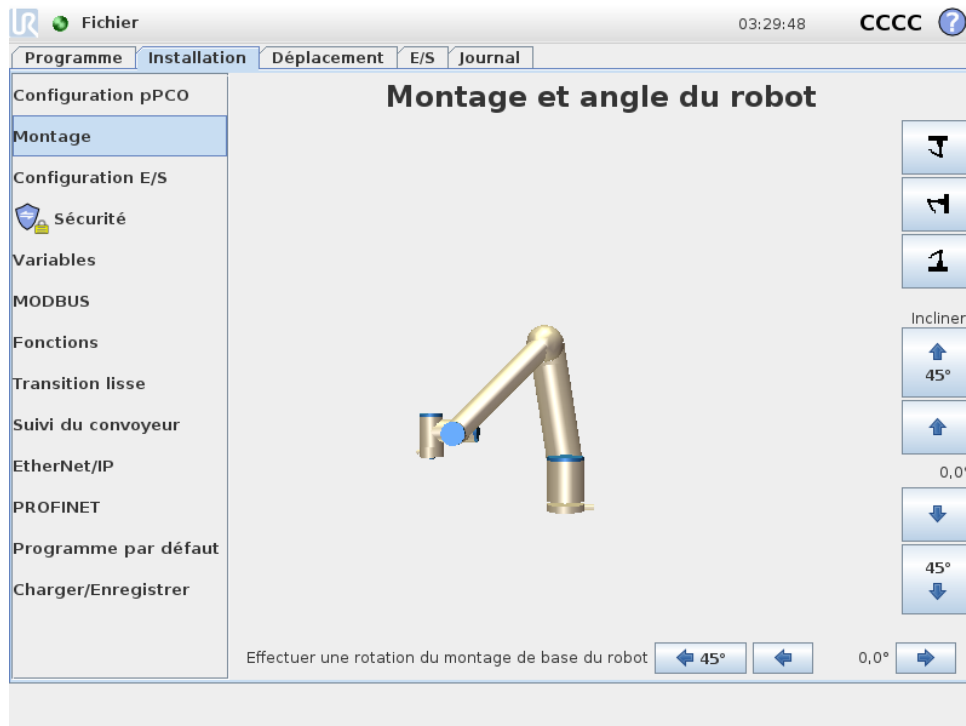 UR Fichier 03:29:48 CCCC ?
Programme Installation Déplacement E/S Journal
Configuration pPCO
Montage
Configuration E/S
Sécurité
Variables
MODBUS
Fonctions
Transition lisse
Suivi du convoyeur
EtherNet/IP
PROFINET
Programme par défaut
Charger/Enregistrer
Montage et angle du robot
Incliner
45°
0,0°
45°
Effectuer une rotation du montage de base du robot 45° 0,0°